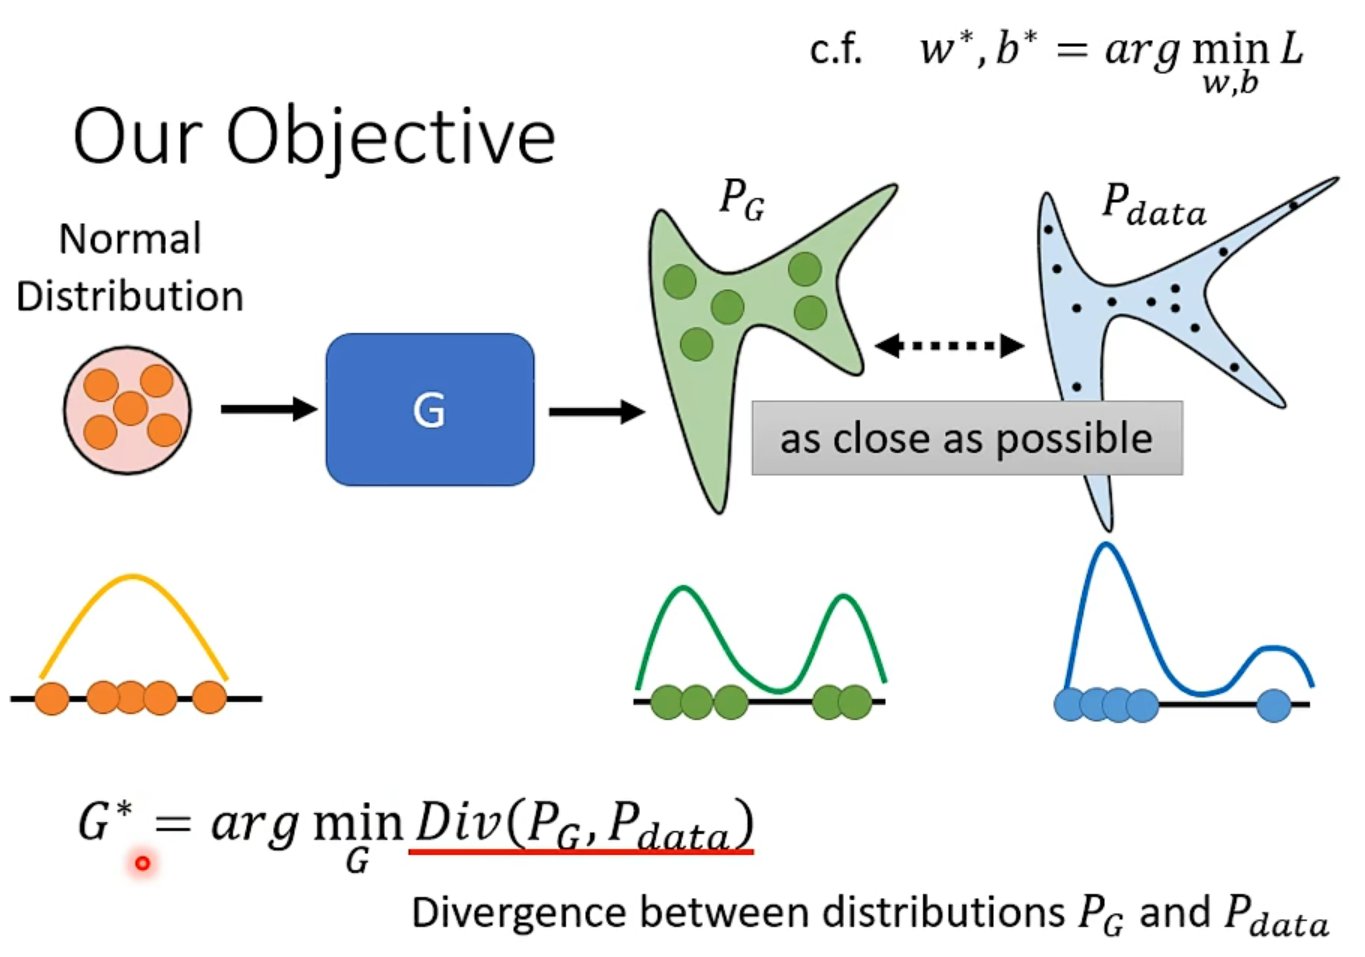 c.f. $w^*, b^* = arg \min_{w,b} L$
Our Objective
Normal
Distribution
G
$P_G$
$P_{data}$
as close as possible
$G^* = arg \min_{G} Div(P_G, P_{data})$
Divergence between distributions $P_G$ and $P_{data}$